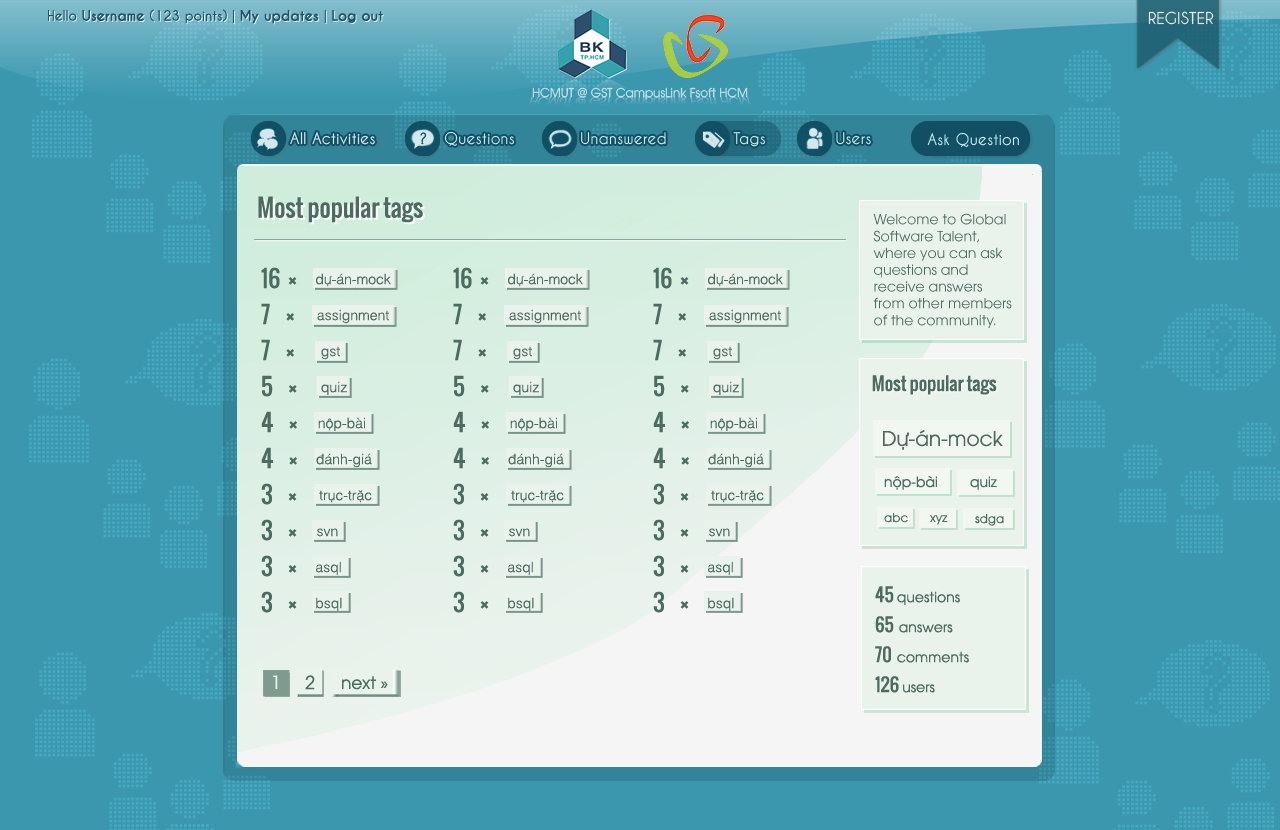 Hello Username (123 points) | My updates | Log out
REGISTER
BK
TP.HCM
HCMUT @ GST CampusLink Fsoft HCM
All Activities
Questions
Unanswered
Tags
Users
Ask Question
Most popular tags
16 × dự-án-mock 16 × dự-án-mock 16 × dự-án-mock
7 × assignment 7 × assignment 7 × assignment
7 × gst 7 × gst 7 × gst
5 × quiz 5 × quiz 5 × quiz
4 × nộp-bài 4 × nộp-bài 4 × nộp-bài
4 × đánh-giá 4 × đánh-giá 4 × đánh-giá
3 × trục-trặc 3 × trục-trặc 3 × trục-trặc
3 × svn 3 × svn 3 × svn
3 × asql 3 × asql 3 × asql
3 × bsql 3 × bsql 3 × bsql
1 2 next »
Welcome to Global
Software Talent,
where you can ask
questions and
receive answers
from other members
of the community.
Most popular tags
Dự-án-mock
nộp-bài quiz
abc xyz sdga
45 questions
65 answers
70 comments
126 users